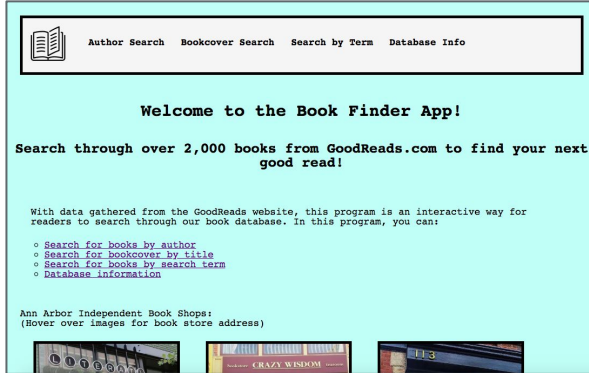 Author Search Bookcover Search Search by Term Database Info
Welcome to the Book Finder App!
Search through over 2,000 books from GoodReads.com to find your next
good read!
With data gathered from the GoodReads website, this program is an interactive way for
readers to search through our book database. In this program, you can:
Search for books by author
Search for bookcover by title
Search for books by search term
Database information
Ann Arbor Independent Book Shops:
(Hover over images for book store address)
LITERATI
CRAZY WISDOM
113